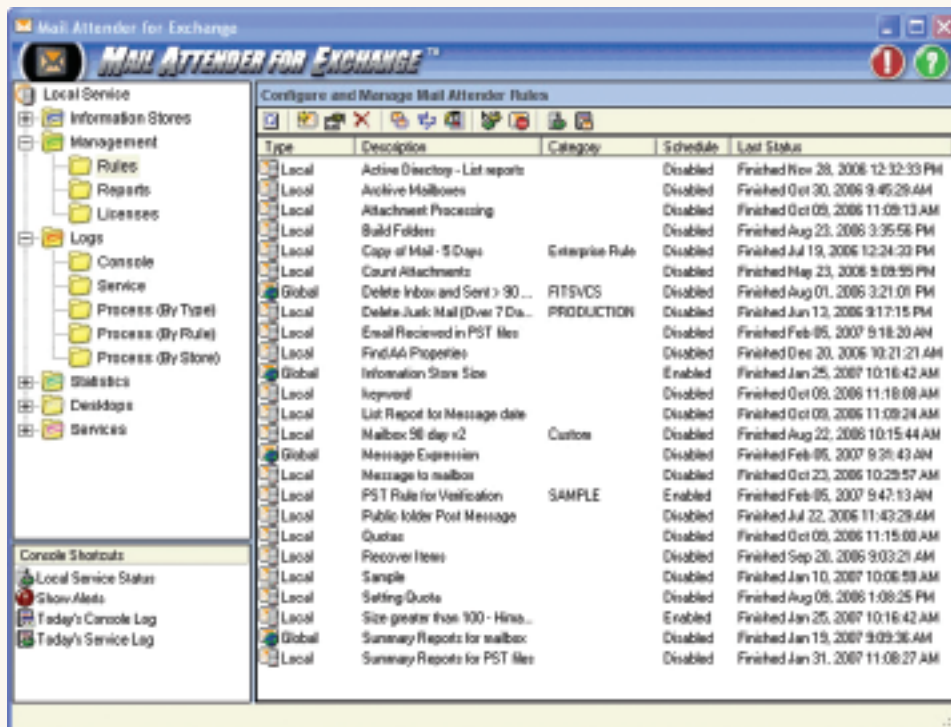 Mail Attender for Exchange
MAIL ATTENDER FOR EXCHANGE™
Local Service
Information Stores
Management
Rules
Reports
Licenses
Logs
Console
Service
Process (By Type)
Process (By Rule)
Process (By Store)
Statistics
Desktops
Services
Console Shortcuts
Local Service Status
Show Alerts
Today's Console Log
Today's Service Log
Configure and Manage Mail Attender Rules
Type Description Category Schedule Last Status
Local Active Directory - List reports Disabled Finished Nov 28, 2006 12:32:33 PM
Local Archive Mailboxes Disabled Finished Oct 30, 2006 9:45:29 AM
Local Attachment Processing Disabled Finished Oct 09, 2006 11:09:13 AM
Local Build Folders Disabled Finished Aug 23, 2006 3:35:56 PM
Local Copy of Mail - 5 Days Enterprise Rule Disabled Finished Jul 19, 2006 12:24:33 PM
Local Count Attachments Disabled Finished May 23, 2006 9:09:55 PM
Global Delete Inbox and Sent > 90 ... FITSVCS Disabled Finished Aug 01, 2006 3:21:01 PM
Local Delete Junk Mail (Over 7 Da... PRODUCTION Disabled Finished Jun 13, 2006 9:17:15 PM
Local Email Recieved in PST files Disabled Finished Feb 05, 2007 9:18:20 AM
Local Find AA Properties Disabled Finished Dec 20, 2006 10:21:21 AM
Global Information Store Size Enabled Finished Jan 25, 2007 10:16:42 AM
Local keyword Disabled Finished Oct 09, 2006 11:18:08 AM
Local List Report for Message date Disabled Finished Oct 09, 2006 11:09:24 AM
Local Mailbox 90 day v2 Custom Disabled Finished Aug 22, 2006 10:15:44 AM
Global Message Expression Disabled Finished Feb 05, 2007 9:31:43 AM
Local Message to mailbox Disabled Finished Oct 23, 2006 10:29:57 AM
Local PST Rule for Verification SAMPLE Enabled Finished Feb 05, 2007 9:47:13 AM
Local Public folder Post Message Disabled Finished Jul 22, 2006 11:43:29 AM
Local Quotas Disabled Finished Oct 09, 2006 11:15:00 AM
Local Recover Items Disabled Finished Sep 20, 2006 9:03:21 AM
Local Sample Disabled Finished Jan 10, 2007 10:06:59 AM
Local Setting Quota Disabled Finished Aug 09, 2006 1:08:25 PM
Local Size greater than 100 - Hima... Enabled Finished Jan 25, 2007 10:16:42 AM
Global Summary Reports for mailbox Disabled Finished Jan 19, 2007 9:09:36 AM
Local Summary Reports for PST files Disabled Finished Jan 31, 2007 11:08:27 AM